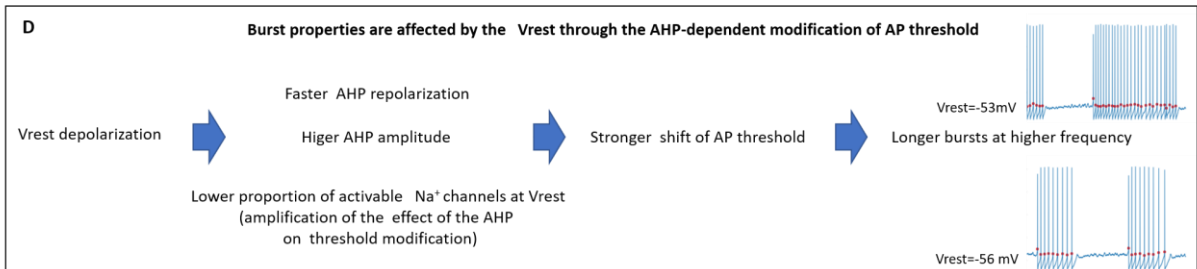 D
Burst properties are affected by the Vrest through the AHP-dependent modification of AP threshold
Vrest depolarization
Faster AHP repolarization
Higer AHP amplitude
Lower proportion of activable Na⁺ channels at Vrest
(amplification of the effect of the AHP
on threshold modification)
Stronger shift of AP threshold
Vrest=-53mV
Longer bursts at higher frequency
Vrest=-56 mV